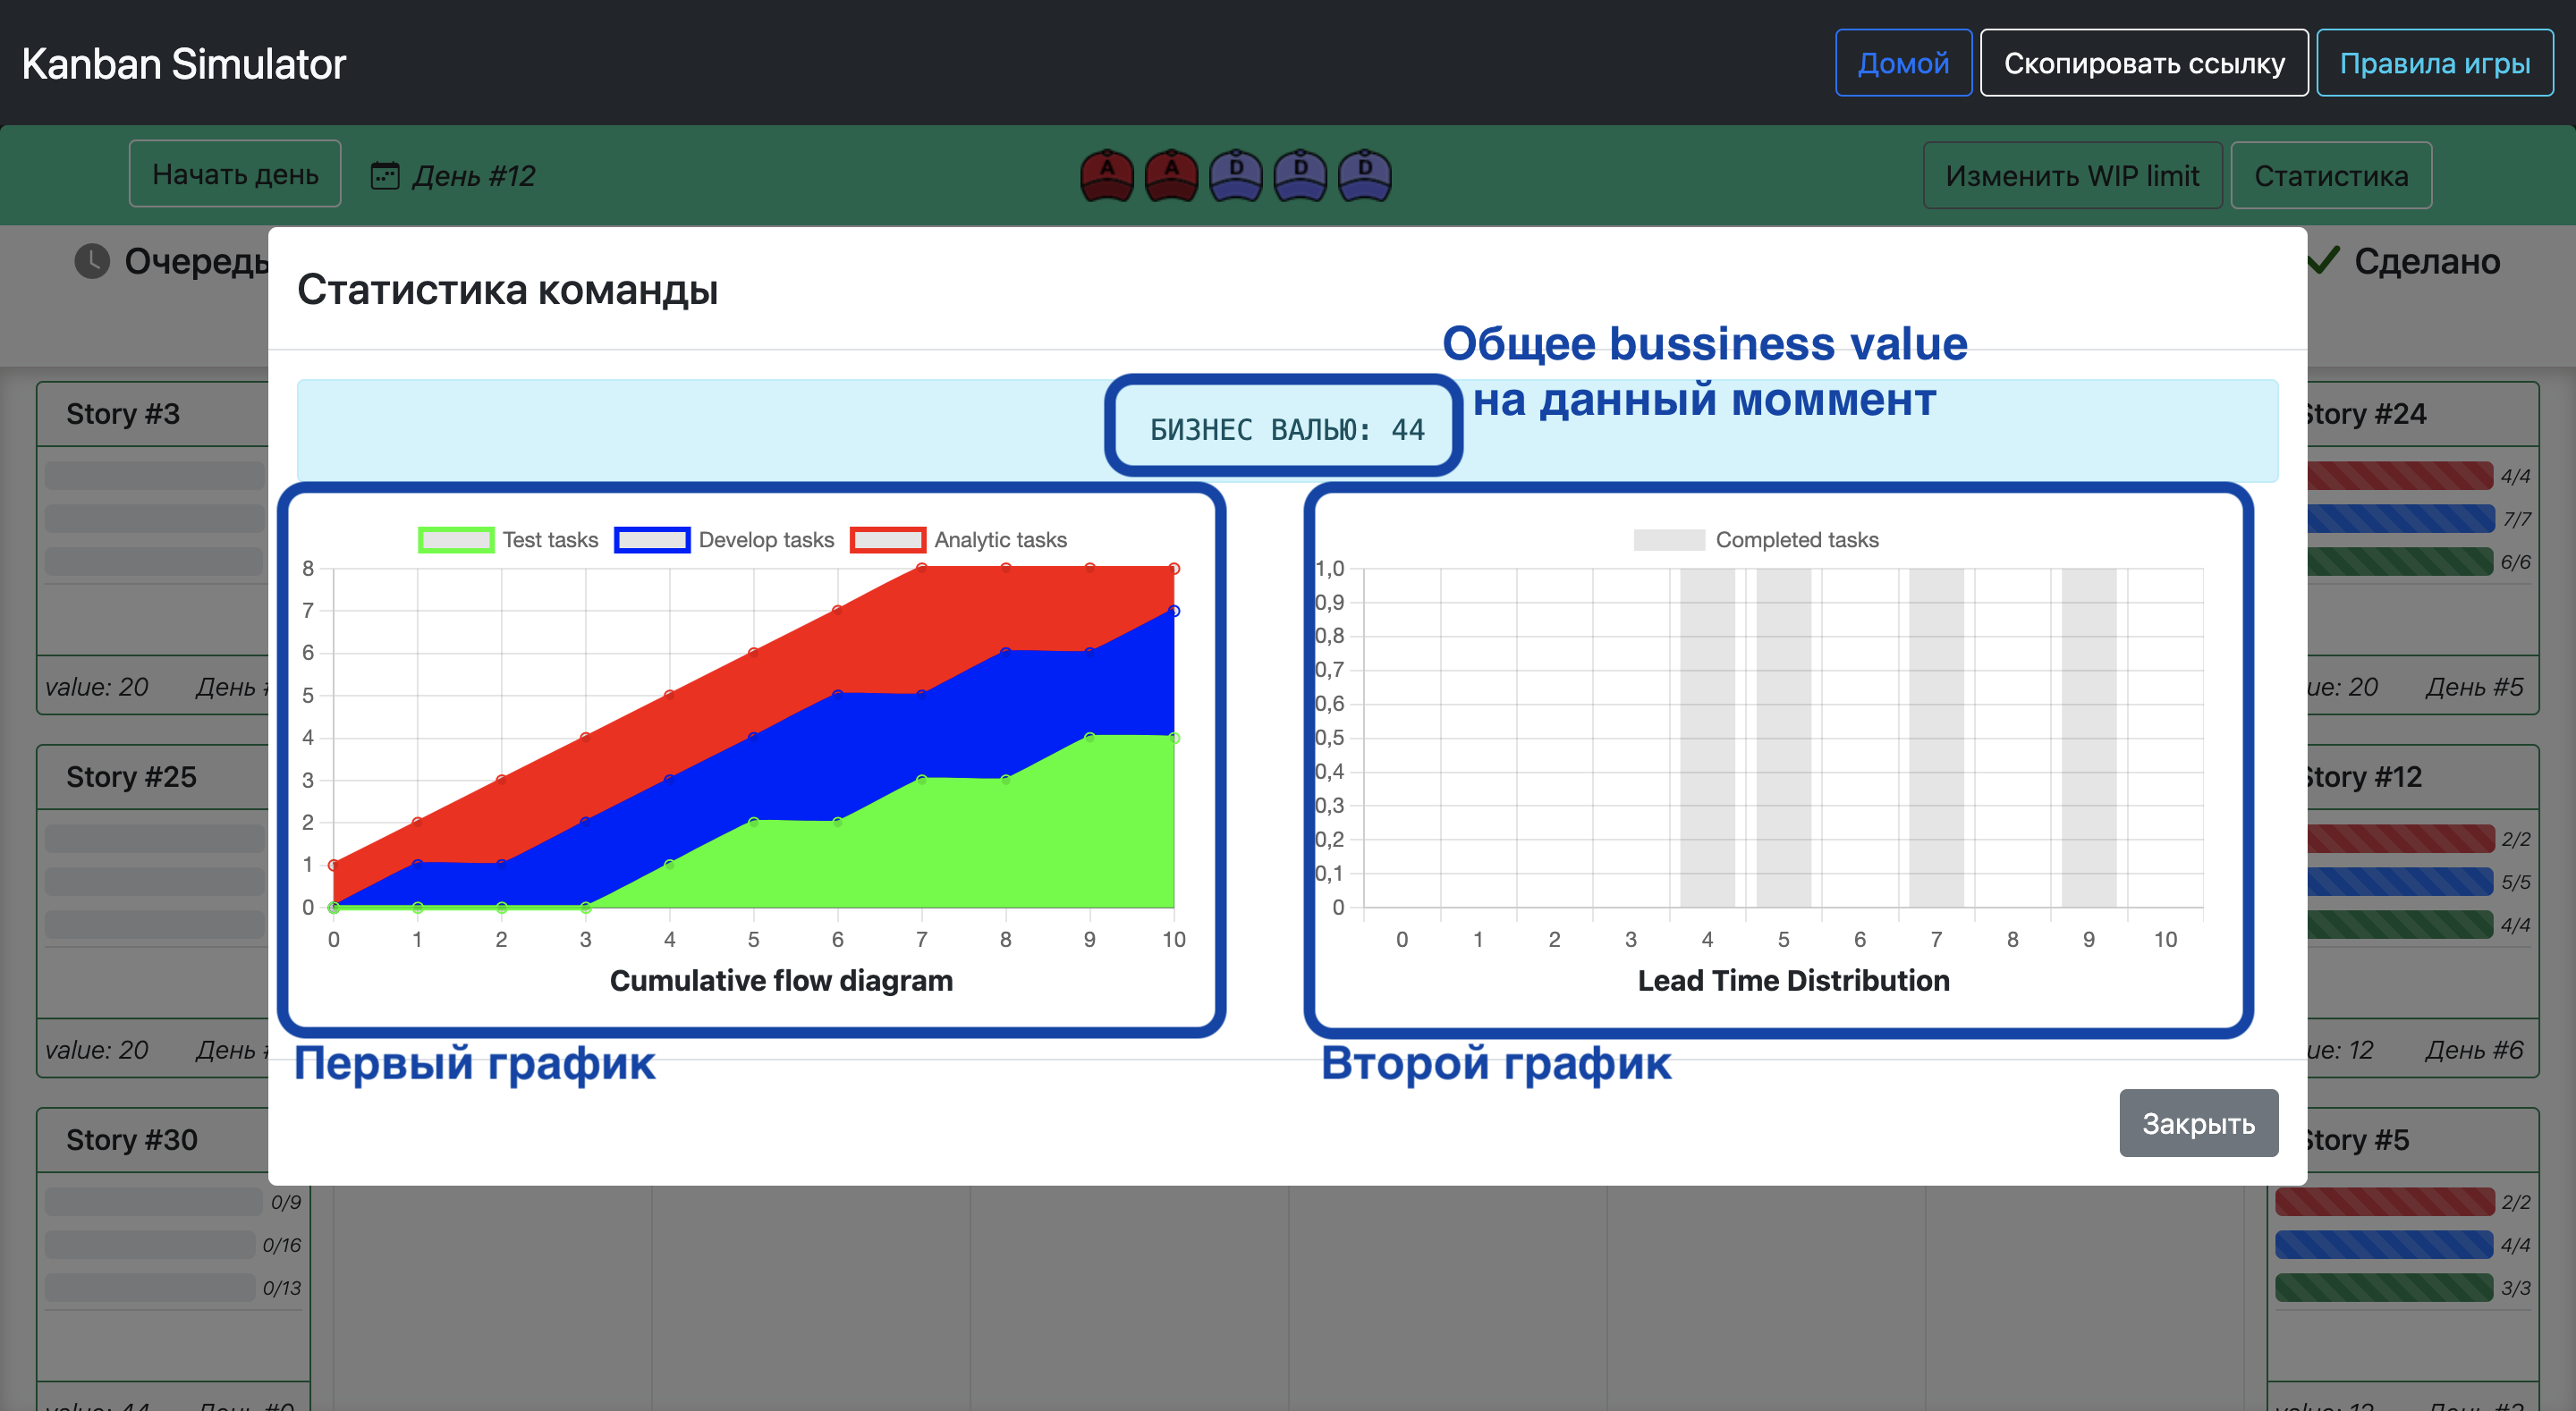 Kanban Simulator
Домой
Скопировать ссылку
Правила игры
Начать день
День #12
A A D D D
Изменить WIP limit
Статистика
Очередь
Сделано
Статистика команды
Общее bussiness value
на данный моммент
БИЗНЕС ВАЛЬЮ: 44
Test tasks
Develop tasks
Analytic tasks
8
7
6
5
4
3
2
1
0
0 1 2 3 4 5 6 7 8 9 10
Cumulative flow diagram
Completed tasks
1,0
0,9
0,8
0,7
0,6
0,5
0,4
0,3
0,2
0,1
0
0 1 2 3 4 5 6 7 8 9 10
Lead Time Distribution
Первый график
Второй график
Закрыть
Story #3
value: 20
День #
Story #25
value: 20
День #
Story #30
0/9
0/16
0/13
value: 44
День #0
Story #24
4/4
7/7
6/6
ue: 20
День #5
Story #12
2/2
5/5
4/4
ue: 12
День #6
Story #5
2/2
4/4
3/3
value: 12